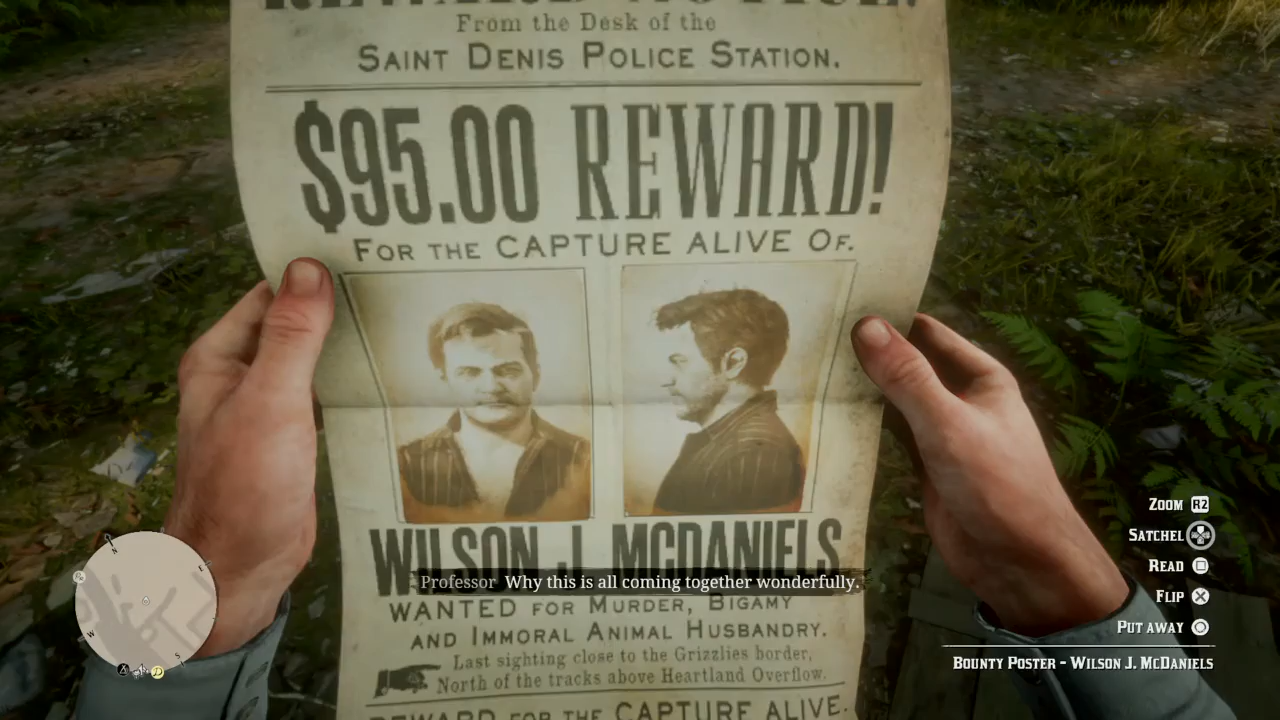 REWARD NOTICE!
From the Desk of the
SAINT DENIS POLICE STATION.
$95.00 REWARD!
FOR THE CAPTURE ALIVE OF.
WILSON J. MCDANIELS
Professor Why this is all coming together wonderfully.
WANTED FOR MURDER, BIGAMY
AND IMMORAL ANIMAL HUSBANDRY.
Last sighting close to the Grizzlies border,
North of the tracks above Heartland Overflow.
REWARD FOR THE CAPTURE ALIVE.
ZOOM R2
SATCHEL
READ
FLIP
PUT AWAY
BOUNTY POSTER - WILSON J. MCDANIELS
N
E
S
W